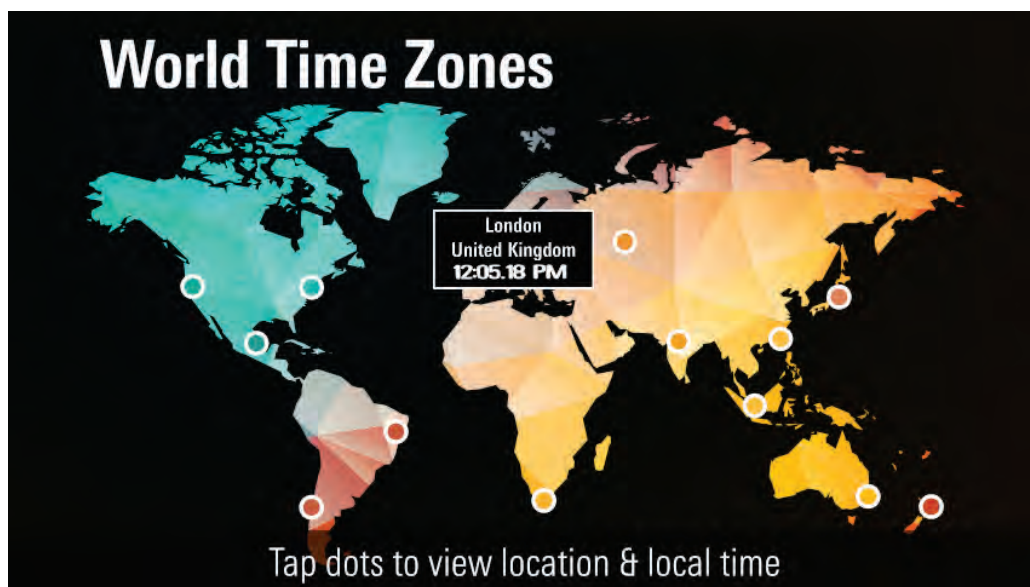 World Time Zones
London
United Kingdom
12:05.18 PM
Tap dots to view location & local time